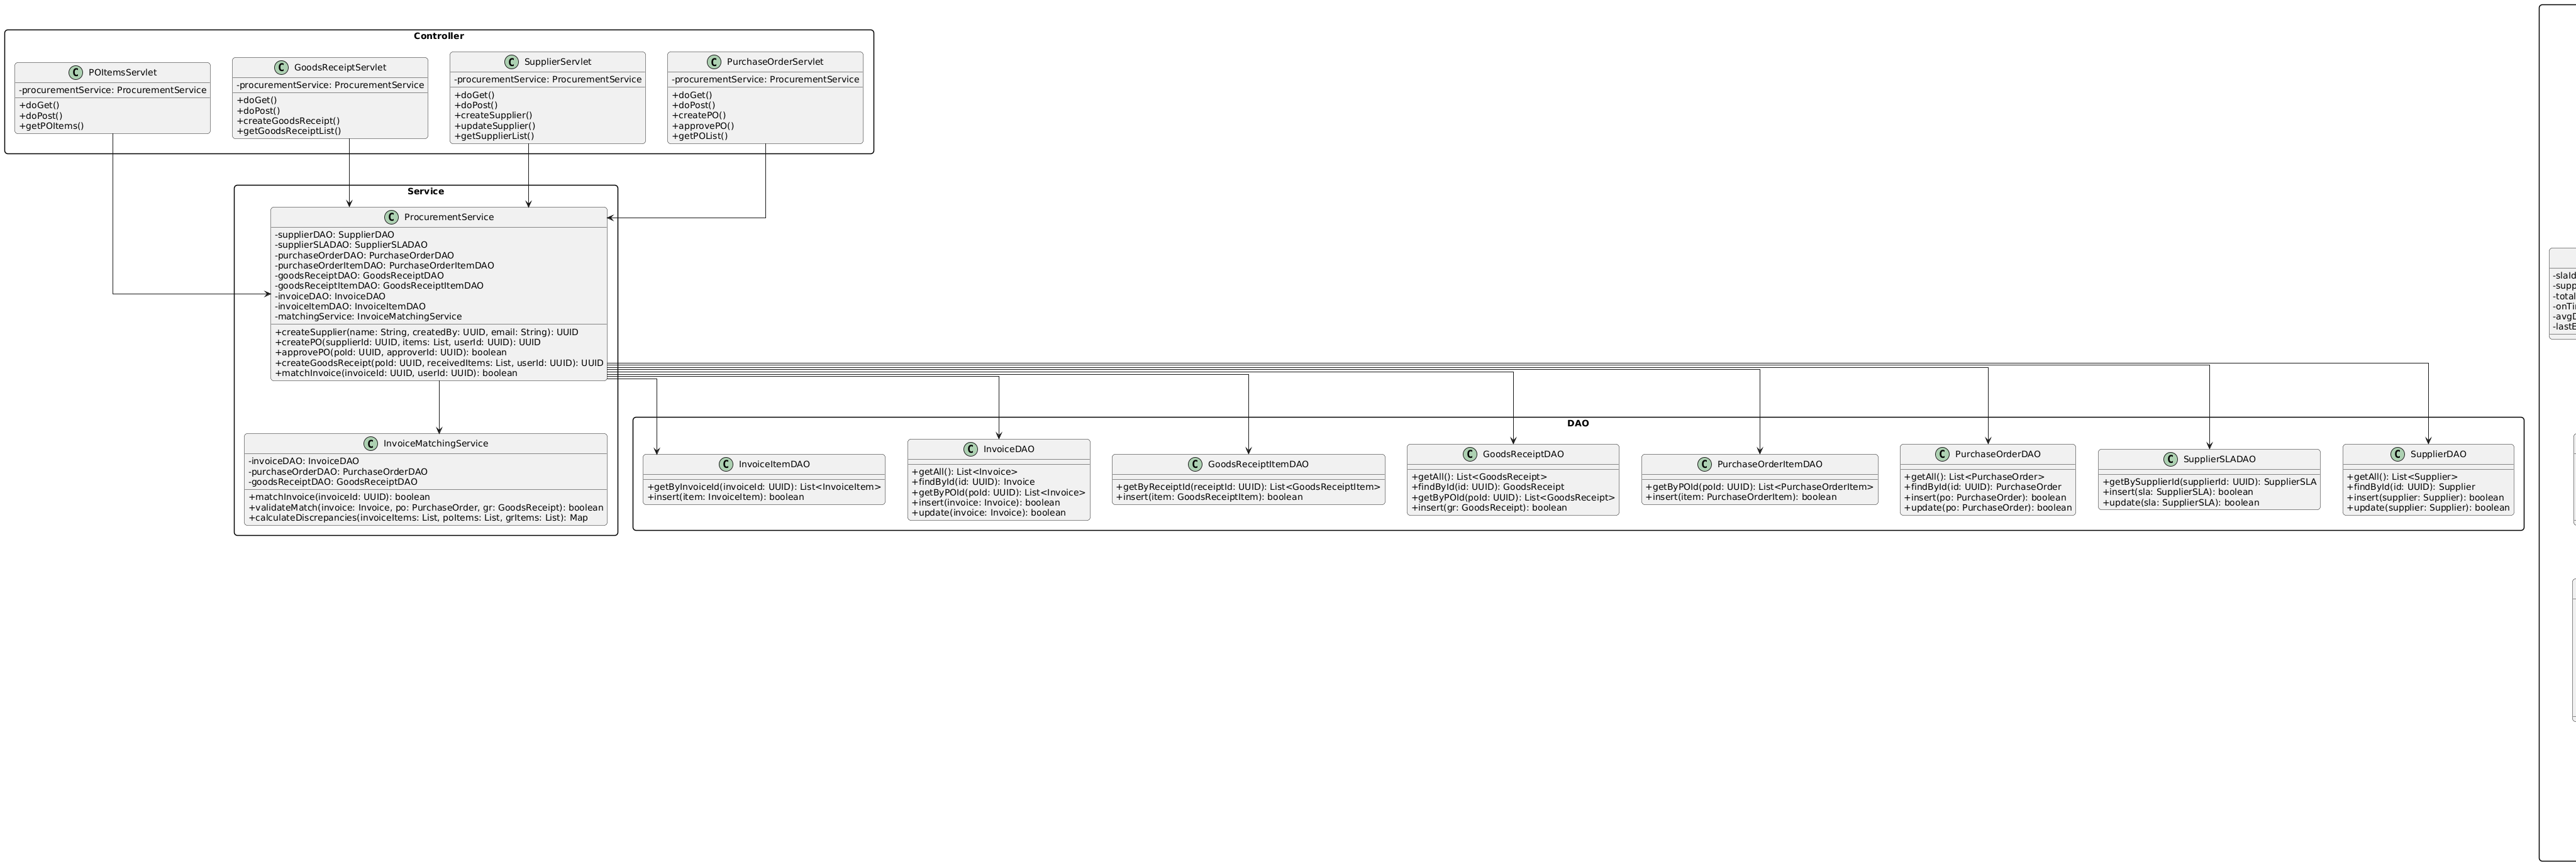 Controller
C POItemsServlet
-procurementService: ProcurementService
+doGet()
+doPost()
+getPOItems()
C GoodsReceiptServlet
-procurementService: ProcurementService
+doGet()
+doPost()
+createGoodsReceipt()
+getGoodsReceiptList()
C SupplierServlet
-procurementService: ProcurementService
+doGet()
+doPost()
+createSupplier()
+updateSupplier()
+getSupplierList()
C PurchaseOrderServlet
-procurementService: ProcurementService
+doGet()
+doPost()
+createPO()
+approvePO()
+getPOList()
Service
C ProcurementService
-supplierDAO: SupplierDAO
-supplierSLADAO: SupplierSLADAO
-purchaseOrderDAO: PurchaseOrderDAO
-purchaseOrderItemDAO: PurchaseOrderItemDAO
-goodsReceiptDAO: GoodsReceiptDAO
-goodsReceiptItemDAO: GoodsReceiptItemDAO
-invoiceDAO: InvoiceDAO
-invoiceItemDAO: InvoiceItemDAO
-matchingService: InvoiceMatchingService
+createSupplier(name: String, createdBy: UUID, email: String): UUID
+createPO(supplierId: UUID, items: List, userId: UUID): UUID
+approvePO(poId: UUID, approverId: UUID): boolean
+createGoodsReceipt(poId: UUID, receivedItems: List, userId: UUID): UUID
+matchInvoice(invoiceId: UUID, userId: UUID): boolean
C InvoiceMatchingService
-invoiceDAO: InvoiceDAO
-purchaseOrderDAO: PurchaseOrderDAO
-goodsReceiptDAO: GoodsReceiptDAO
+matchInvoice(invoiceId: UUID): boolean
+validateMatch(invoice: Invoice, po: PurchaseOrder, gr: GoodsReceipt): boolean
+calculateDiscrepancies(invoiceItems: List, poItems: List, grItems: List): Map
DAO
C InvoiceItemDAO
+getByInvoiceId(invoiceId: UUID): List<InvoiceItem>
+insert(item: InvoiceItem): boolean
C InvoiceDAO
+getAll(): List<Invoice>
+findById(id: UUID): Invoice
+getByPOId(poId: UUID): List<Invoice>
+insert(invoice: Invoice): boolean
+update(invoice: Invoice): boolean
C GoodsReceiptItemDAO
+getByReceiptId(receiptId: UUID): List<GoodsReceiptItem>
+insert(item: GoodsReceiptItem): boolean
C GoodsReceiptDAO
+getAll(): List<GoodsReceipt>
+findById(id: UUID): GoodsReceipt
+getByPOId(poId: UUID): List<GoodsReceipt>
+insert(gr: GoodsReceipt): boolean
C PurchaseOrderItemDAO
+getByPOId(poId: UUID): List<PurchaseOrderItem>
+insert(item: PurchaseOrderItem): boolean
C PurchaseOrderDAO
+getAll(): List<PurchaseOrder>
+findById(id: UUID): PurchaseOrder
+insert(po: PurchaseOrder): boolean
+update(po: PurchaseOrder): boolean
C SupplierSLADAO
+getBySupplierId(supplierId: UUID): SupplierSLA
+insert(sla: SupplierSLA): boolean
+update(sla: SupplierSLA): boolean
C SupplierDAO
+getAll(): List<Supplier>
+findById(id: UUID): Supplier
+insert(supplier: Supplier): boolean
+update(supplier: Supplier): boolean
-slaId
-supp
-total